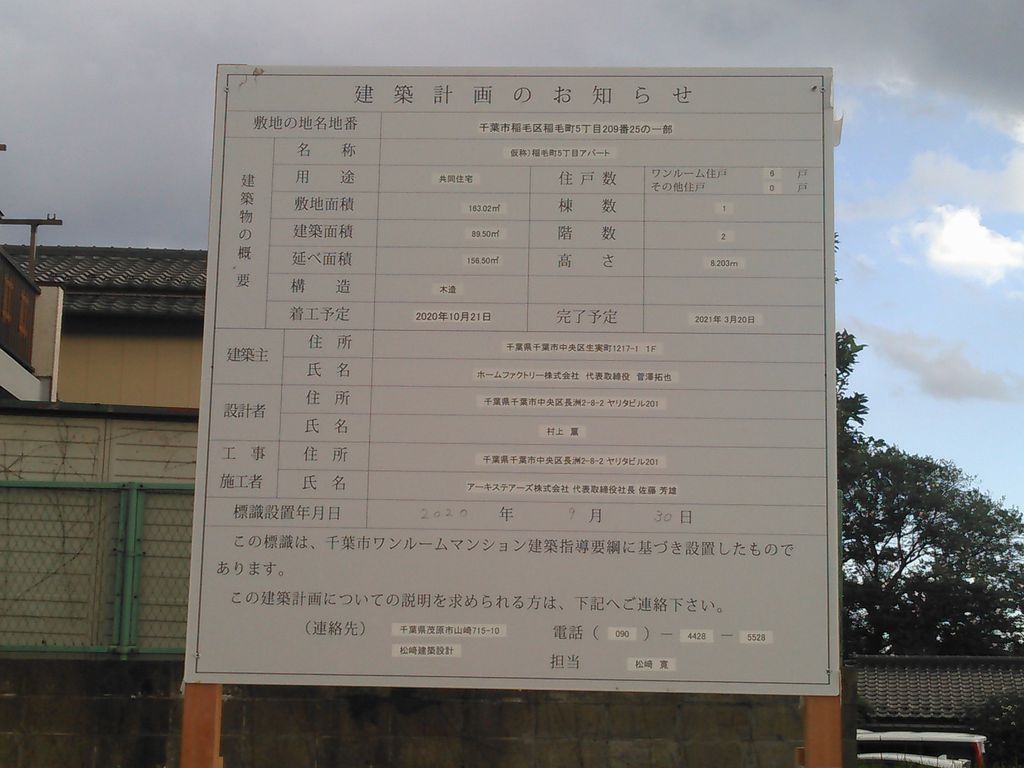 建築計画のお知らせ
敷地の地名地番 千葉市稲毛区稲毛町5丁目209番25の一部
建築物の概要
名称 仮称)稲毛町5丁目アパート
用途 共同住宅 住戸数 ワンルーム住戸 6 戸
その他住戸 0 戸
敷地面積 163.02㎡ 棟数 1
建築面積 89.50㎡ 階数 2
延べ面積 156.50㎡ 高さ 8.203m
構造 木造
着工予定 2020年10月21日 完了予定 2021年 3月20日
建築主 住所 千葉県千葉市中央区生実町1217-1 1F
氏名 ホームファクトリー株式会社 代表取締役 菅澤拓也
設計者 住所 千葉県千葉市中央区長洲2-8-2 ヤリタビル201
氏名 村上 薫
工事施工者 住所 千葉県千葉市中央区長洲2-8-2 ヤリタビル201
氏名 アーキステアーズ株式会社 代表取締役社長 佐藤 芳雄
標識設置年月日 2020 年 9 月 30 日
この標識は、千葉市ワンルームマンション建築指導要綱に基づき設置したもので
あります。
この建築計画についての説明を求められる方は、下記へご連絡下さい。
(連絡先) 千葉県茂原市山崎715-10 電話(090)-4428-5528
松崎建築設計 担当 松崎 寛